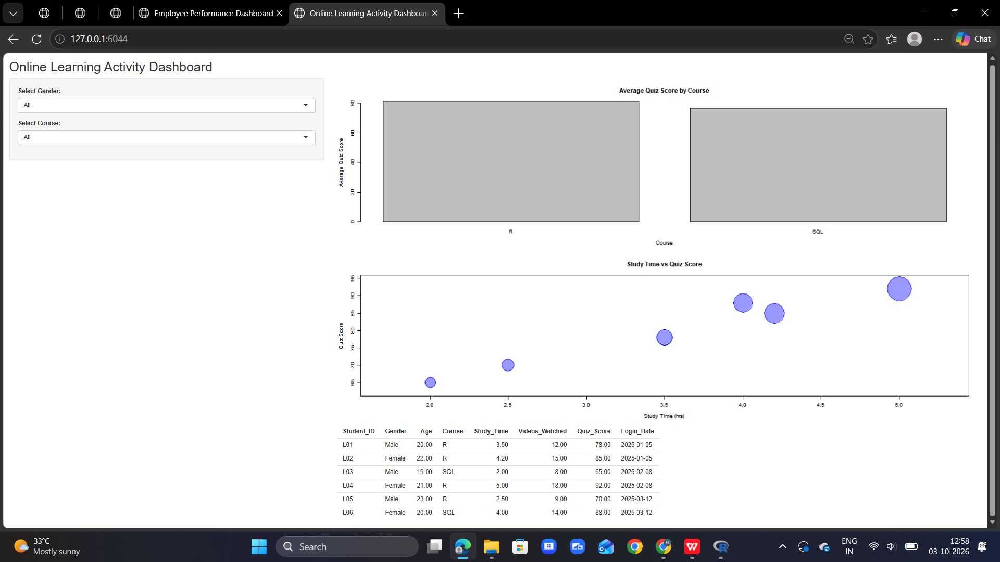 Employee Performance Dashboard
Online Learning Activity Dashboar
127.0.0.1:6044
Chat
Online Learning Activity Dashboard
Select Gender:
All
Select Course:
All
Average Quiz Score by Course
Average Quiz Score
0 20 40 60 80
R SQL
Course
Study Time vs Quiz Score
Quiz Score
65 70 75 80 85 90 95
2.0 2.5 3.0 3.5 4.0 4.5 5.0
Study Time (hrs)
Student_ID Gender Age Course Study_Time Videos_Watched Quiz_Score Login_Date
L01 Male 20.00 R 3.50 12.00 78.00 2025-01-05
L02 Female 22.00 R 4.20 15.00 85.00 2025-01-05
L03 Male 19.00 SQL 2.00 8.00 65.00 2025-02-08
L04 Female 21.00 R 5.00 18.00 92.00 2025-02-08
L05 Male 23.00 R 2.50 9.00 70.00 2025-03-12
L06 Female 20.00 SQL 4.00 14.00 88.00 2025-03-12
33°C
Mostly sunny
Search
ENG
IN
12:58
03-10-2026